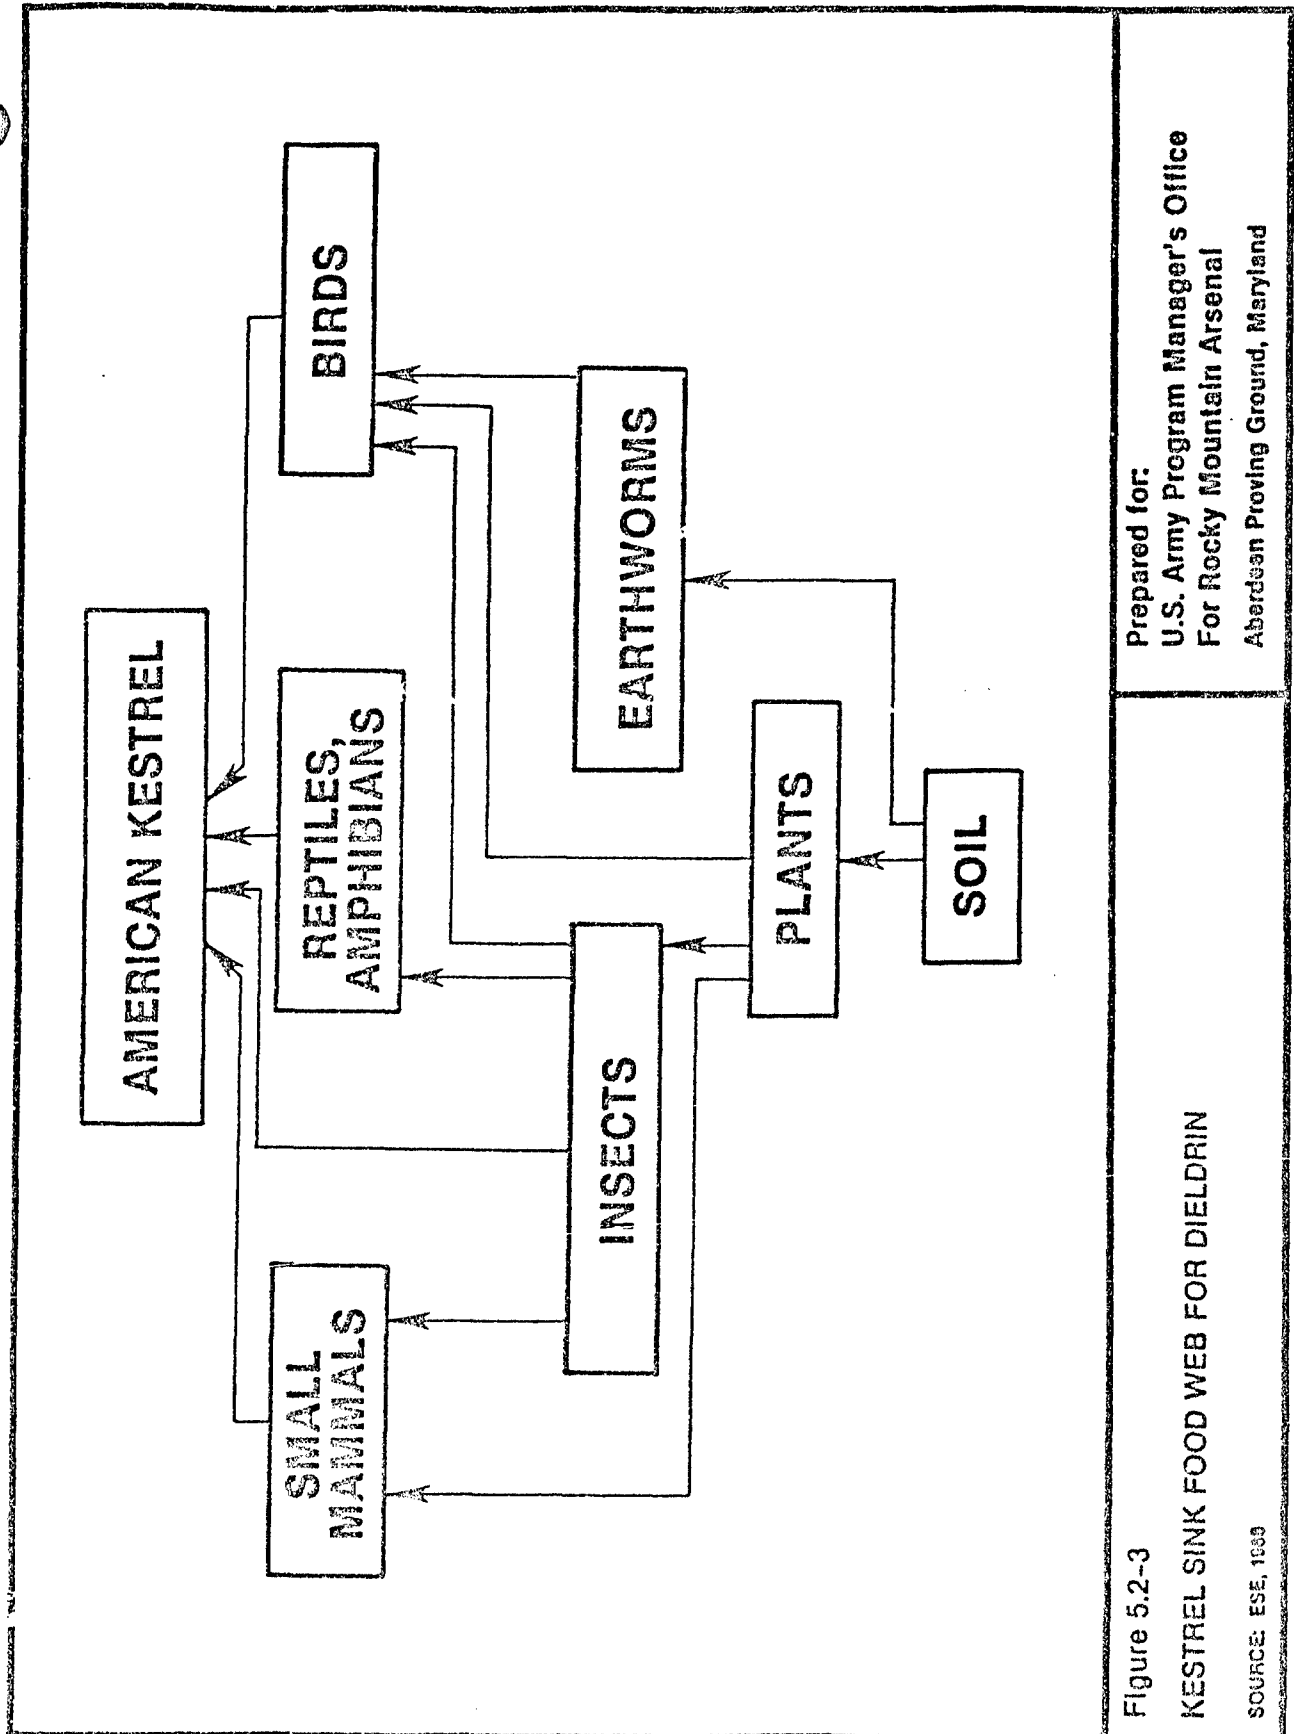 AMERICAN KESTREL
SMALL
MAMMALS
REPTILES,
AMPHIBIANS
BIRDS
INSECTS
EARTHWORMS
PLANTS
SOIL
Figure 5.2-3
KESTREL SINK FOOD WEB FOR DIELDRIN
SOURCE: ESE, 1989
Prepared for:
U.S. Army Program Manager's Office
For Rocky Mountain Arsenal
Aberdeen Proving Ground, Maryland